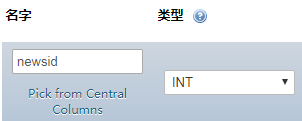 名字 类型
newsid
INT
Pick from Central
Columns